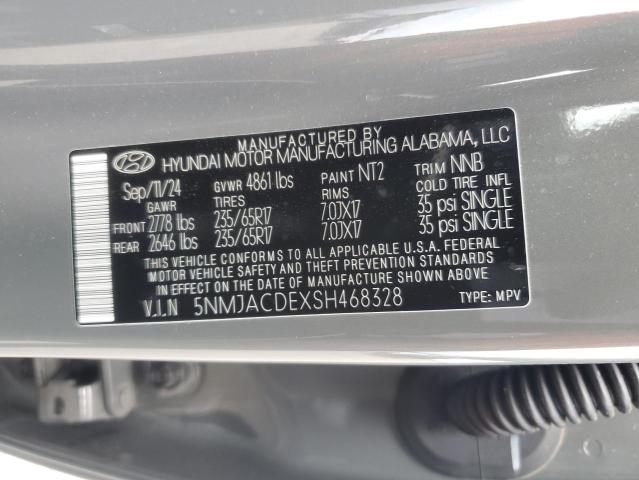 MANUFACTURED BY
HYUNDAI MOTOR MANUFACTURING ALABAMA, LLC
Sep/11/24 GVWR 4861 lbs PAINT NT2 TRIM NNB
GAWR TIRES RIMS COLD TIRE INFL
FRONT 2778 lbs 235/65R17 7.0JX17 35 psi SINGLE
REAR 2646 lbs 235/65R17 7.0JX17 35 psi SINGLE
THIS VEHICLE CONFORMS TO ALL APPLICABLE U.S.A. FEDERAL
MOTOR VEHICLE SAFETY, BUMPER, AND THEFT PREVENTION STANDARDS
IN EFFECT ON THE DATE OF MANUFACTURE SHOWN ABOVE.
V.I.N 5NMJACDEXSH468328 TYPE: MPV